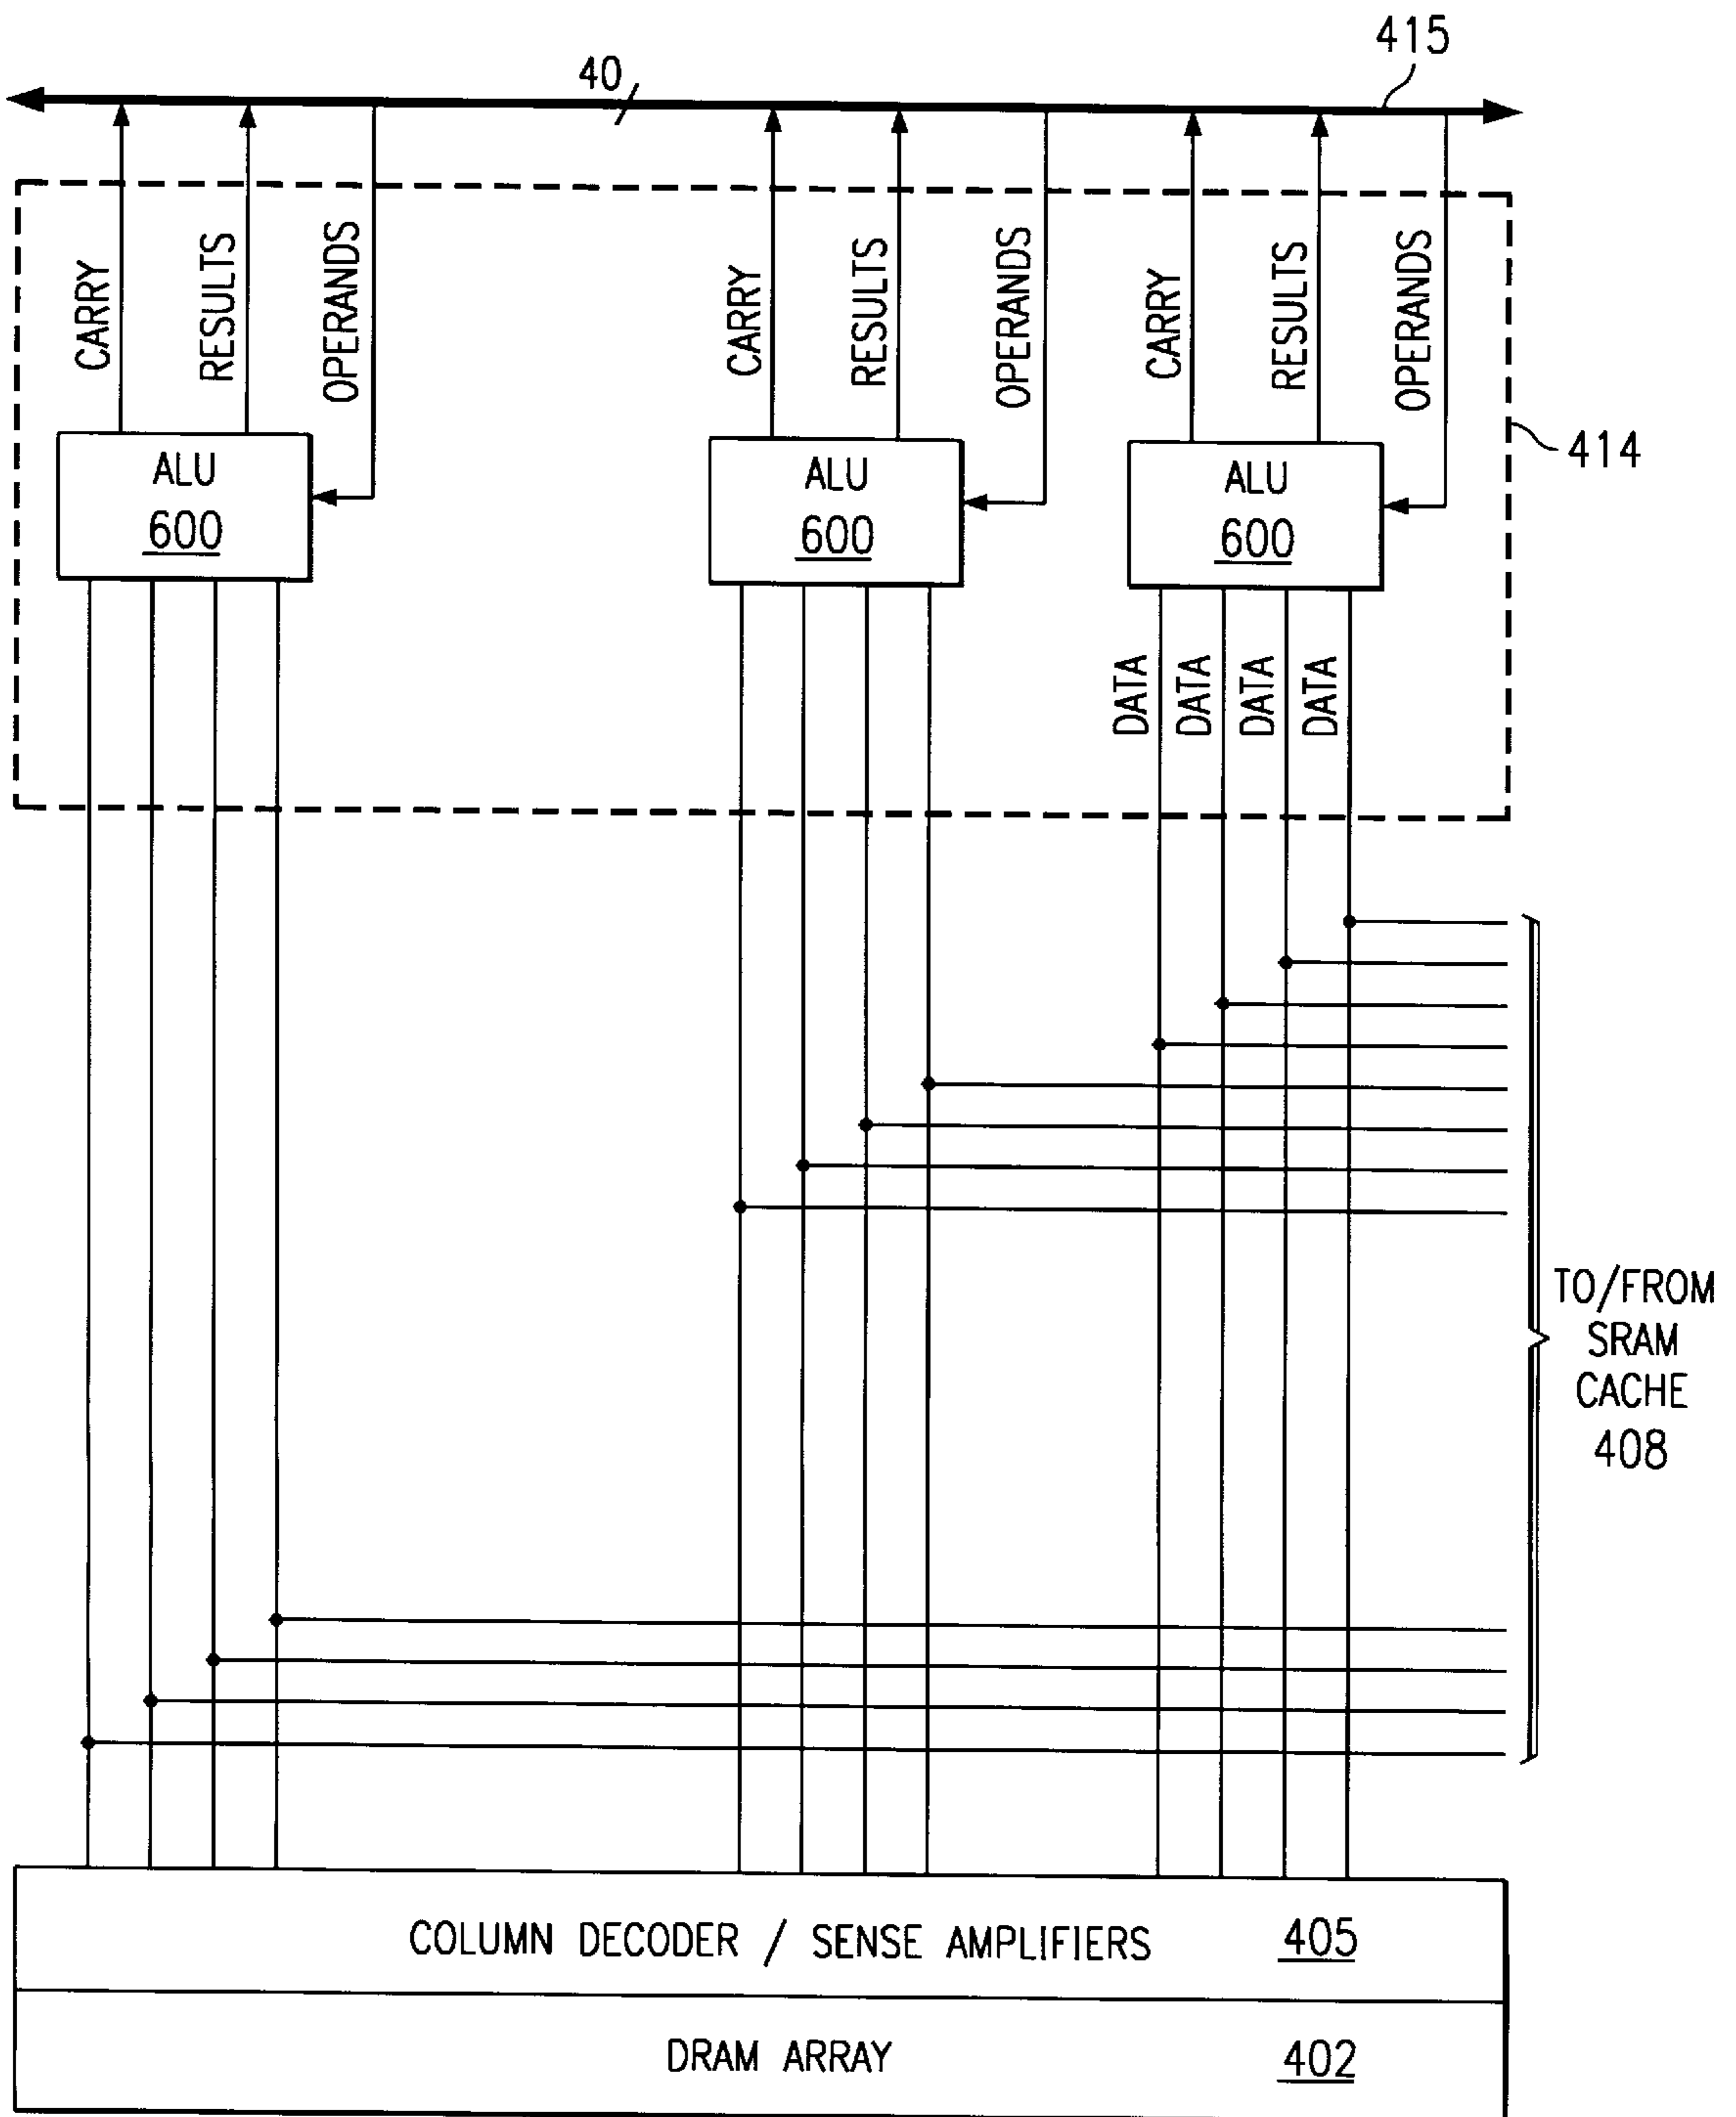 415
40
CARRY
RESULTS
OPERANDS
CARRY
RESULTS
OPERANDS
CARRY
RESULTS
OPERANDS
414
ALU
600
ALU
600
ALU
600
DATA
DATA
DATA
DATA
TO/FROM
SRAM
CACHE
408
COLUMN DECODER / SENSE AMPLIFIERS 405
DRAM ARRAY 402